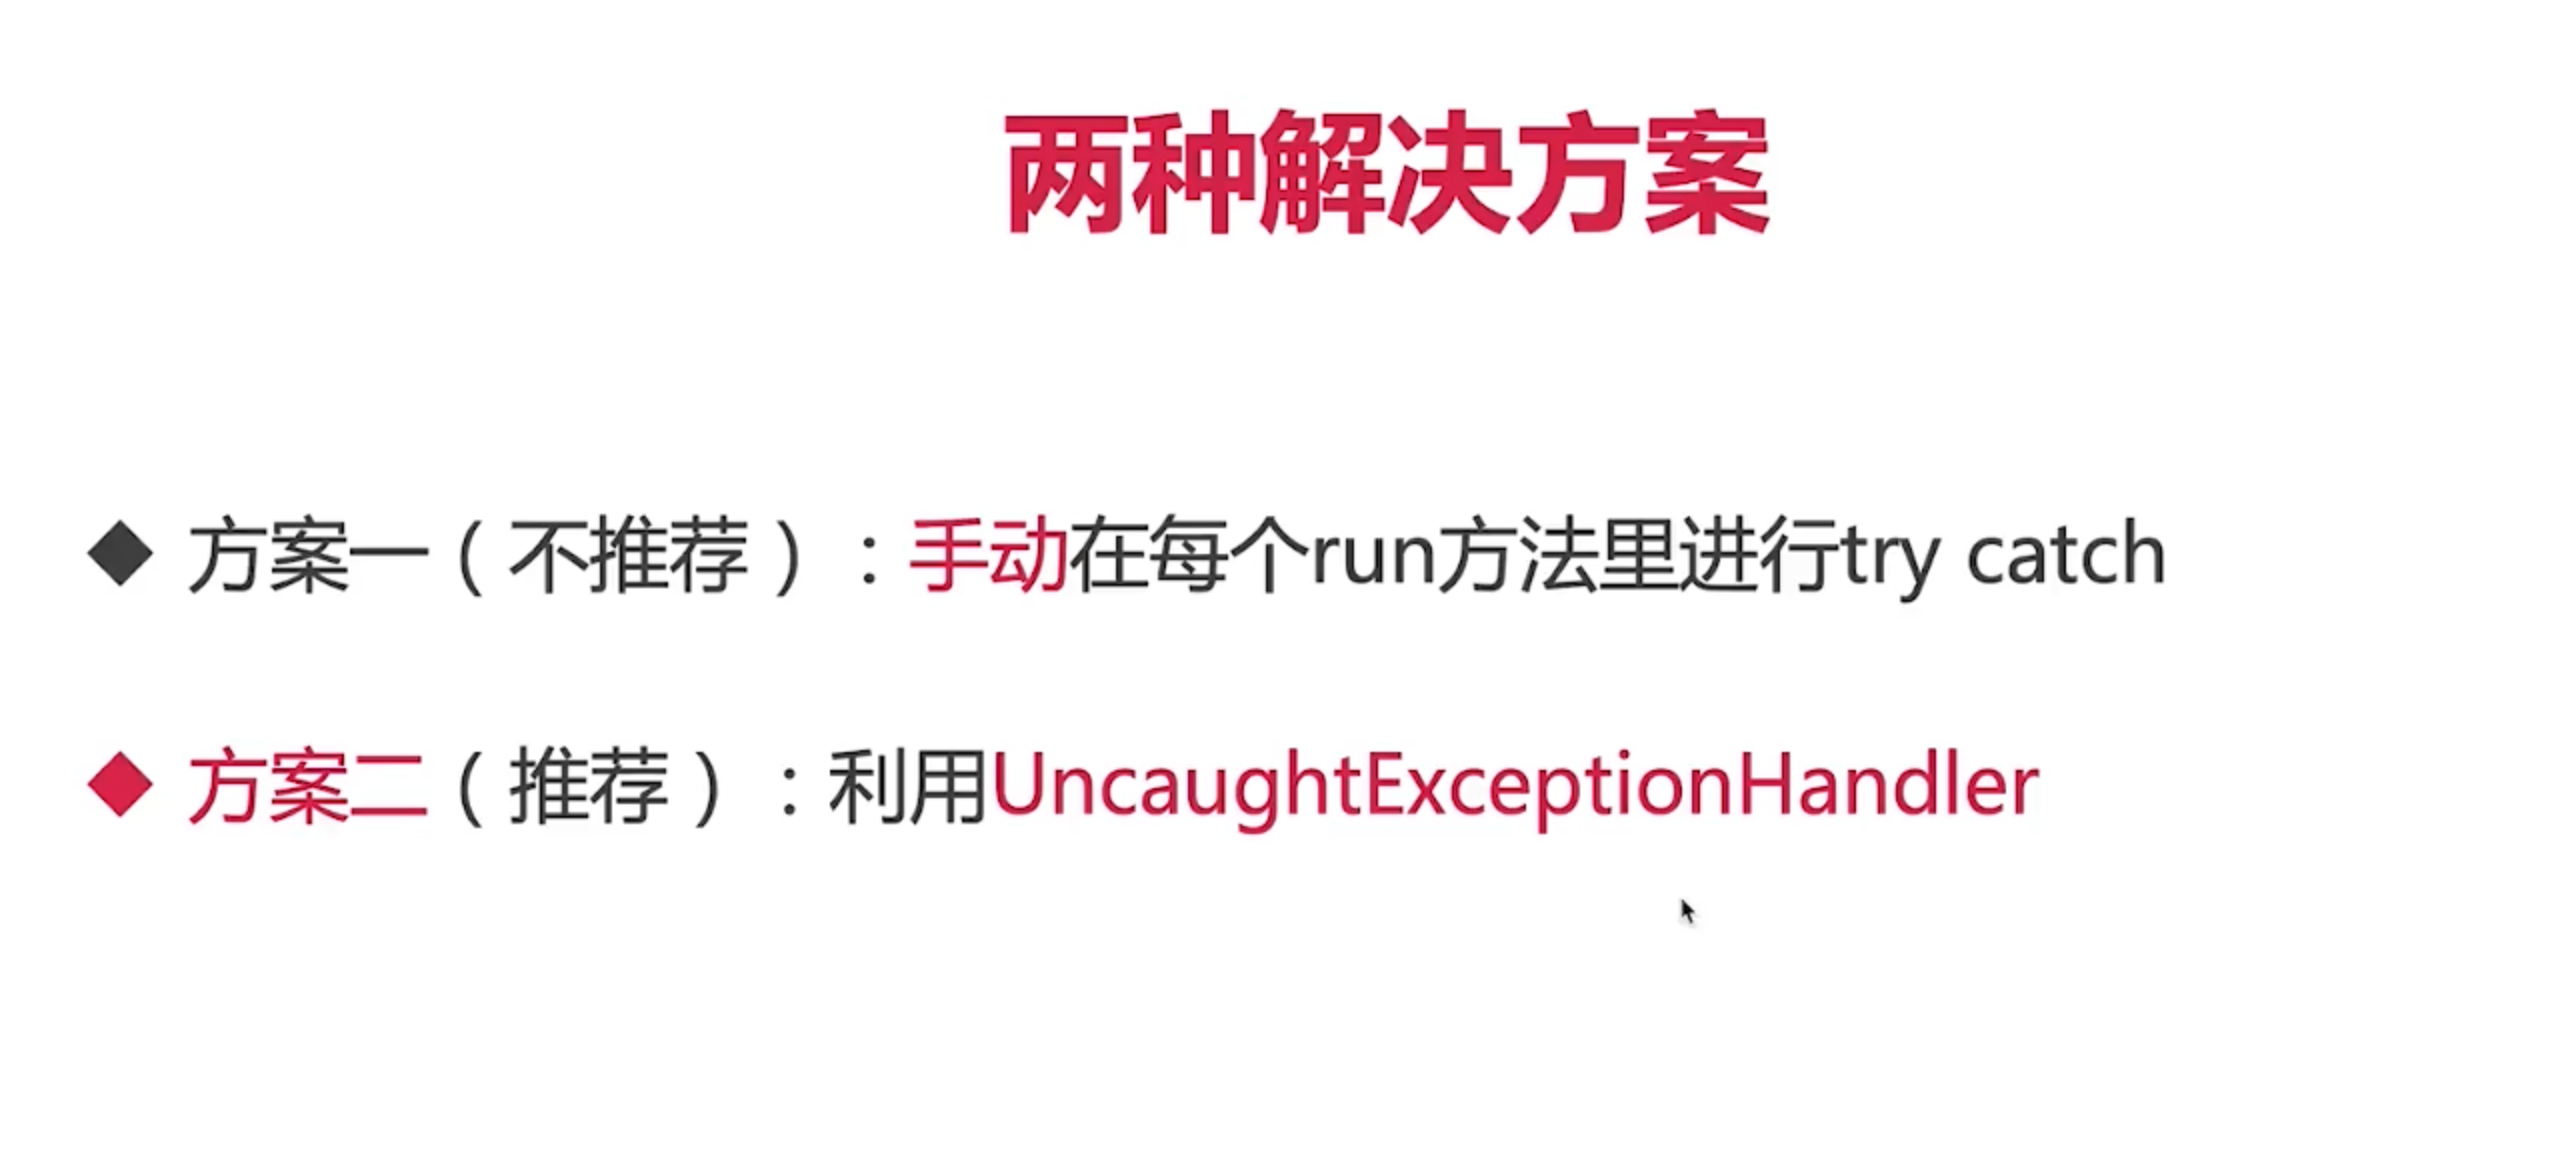 两种解决方案
方案一（不推荐）：手动在每个run方法里进行try catch
方案二（推荐）：利用UncaughtExceptionHandler